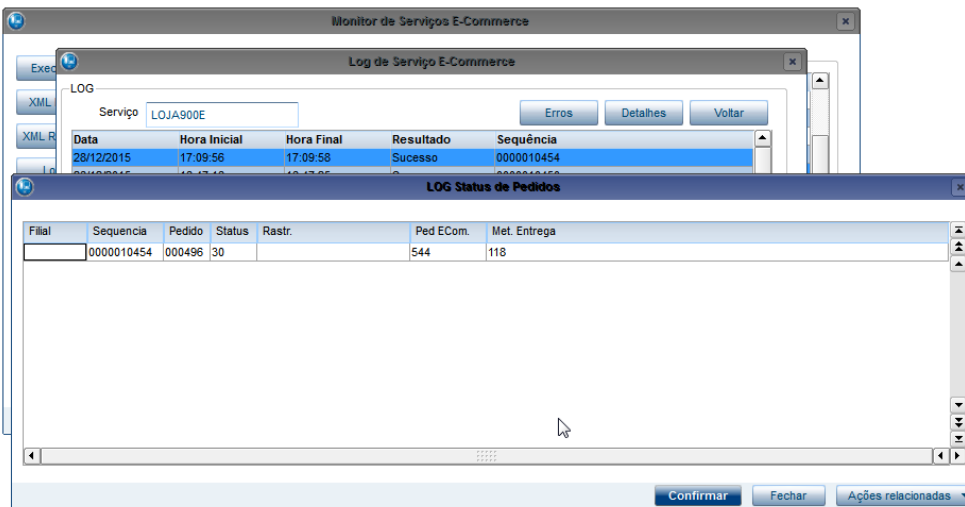 Monitor de Serviços E-Commerce
Log de Serviço E-Commerce
Exec
LOG
XML
Serviço LOJA900E Erros Detalhes Voltar
XML R
Data Hora Inicial Hora Final Resultado Sequência
28/12/2015 17:09:56 17:09:58 Sucesso 0000010454
LOG Status de Pedidos
Filial Sequencia Pedido Status Rastr. Ped ECom. Met. Entrega
0000010454 000496 30 544 118
Confirmar Fechar Ações relacionadas